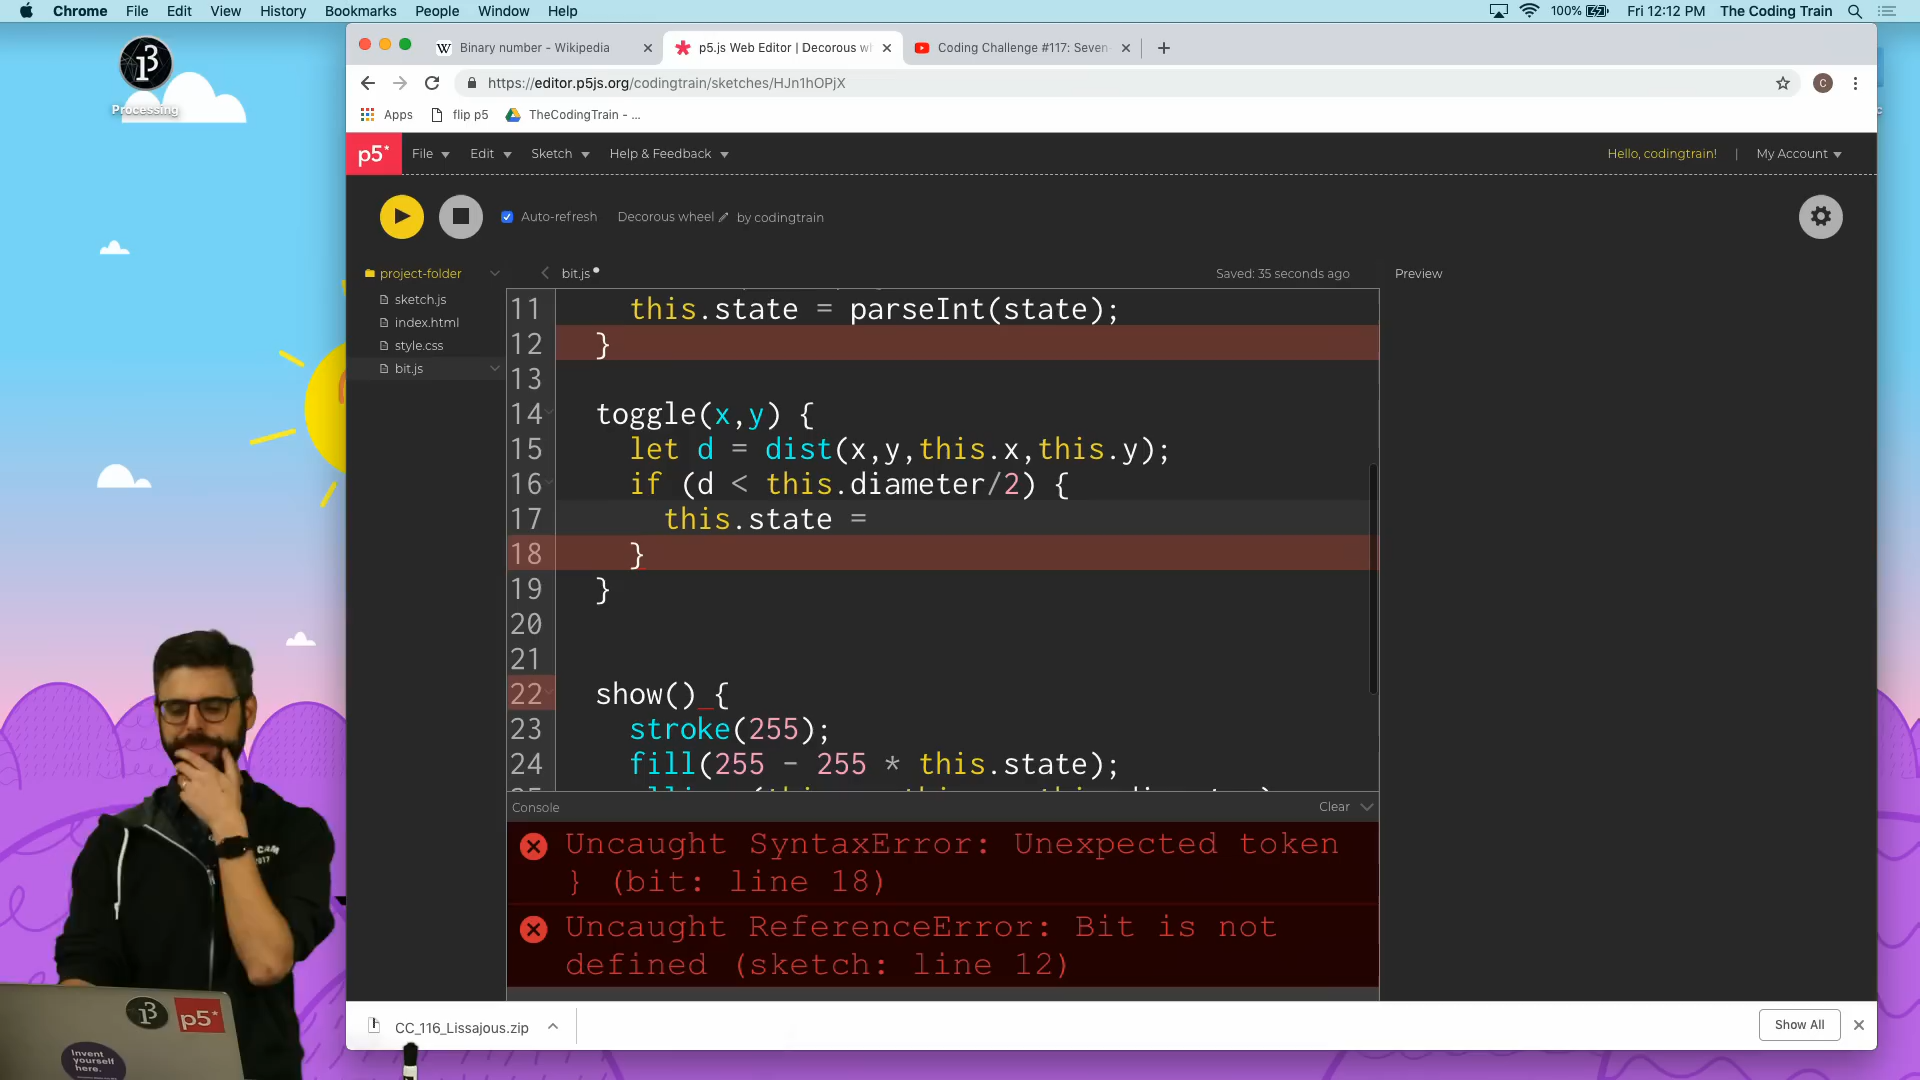 Chrome File Edit View History Bookmarks People Window Help 100% Fri 12:12 PM The Coding Train
Processing
W Binary number - Wikipedia
p5.js Web Editor | Decorous wh
Coding Challenge #117: Seven-
https://editor.p5js.org/codingtrain/sketches/HJn1hOPjX
C
Apps flip p5 TheCodingTrain - ...
p5* File Edit Sketch Help & Feedback Hello, codingtrain! | My Account
Auto-refresh Decorous wheel by codingtrain
project-folder
sketch.js
index.html
style.css
bit.js
bit.js
Saved: 35 seconds ago
Preview
11 this.state = parseInt(state);
12 }
13
14 toggle(x,y) {
15 let d = dist(x,y,this.x,this.y);
16 if (d < this.diameter/2) {
17 this.state =
18 }
19 }
20
21
22 show() {
23 stroke(255);
24 fill(255 - 255 * this.state);
Console Clear
Uncaught SyntaxError: Unexpected token
} (bit: line 18)
Uncaught ReferenceError: Bit is not
defined (sketch: line 12)
CC_116_Lissajous.zip
Show All
2017
p5*
Invent
yourself
here.